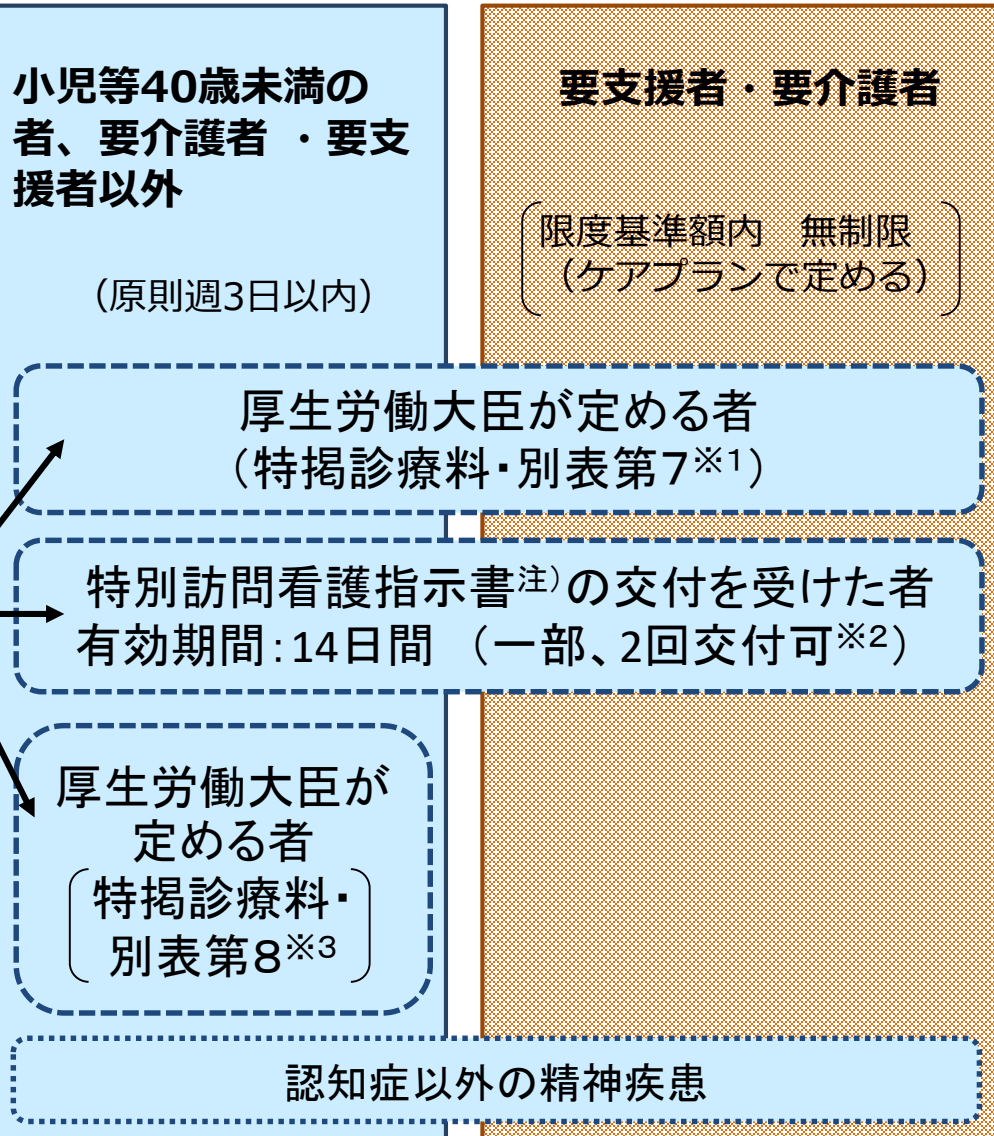 小児等40歳未満の
者、要介護者 ・要支
援者以外
（原則週3日以内）
要支援者・要介護者
限度基準額内　無制限
（ケアプランで定める）
厚生労働大臣が定める者
（特掲診療料・別表第7※1）
特別訪問看護指示書注）の交付を受けた者
有効期間：14日間　（一部、2回交付可※2）
厚生労働大臣が
定める者
特掲診療料・
別表第8※3
認知症以外の精神疾患